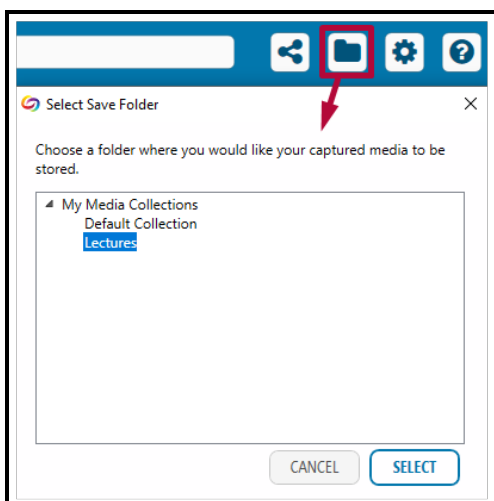 Select Save Folder
Choose a folder where you would like your captured media to be
stored.
My Media Collections
Default Collection
Lectures
CANCEL
SELECT